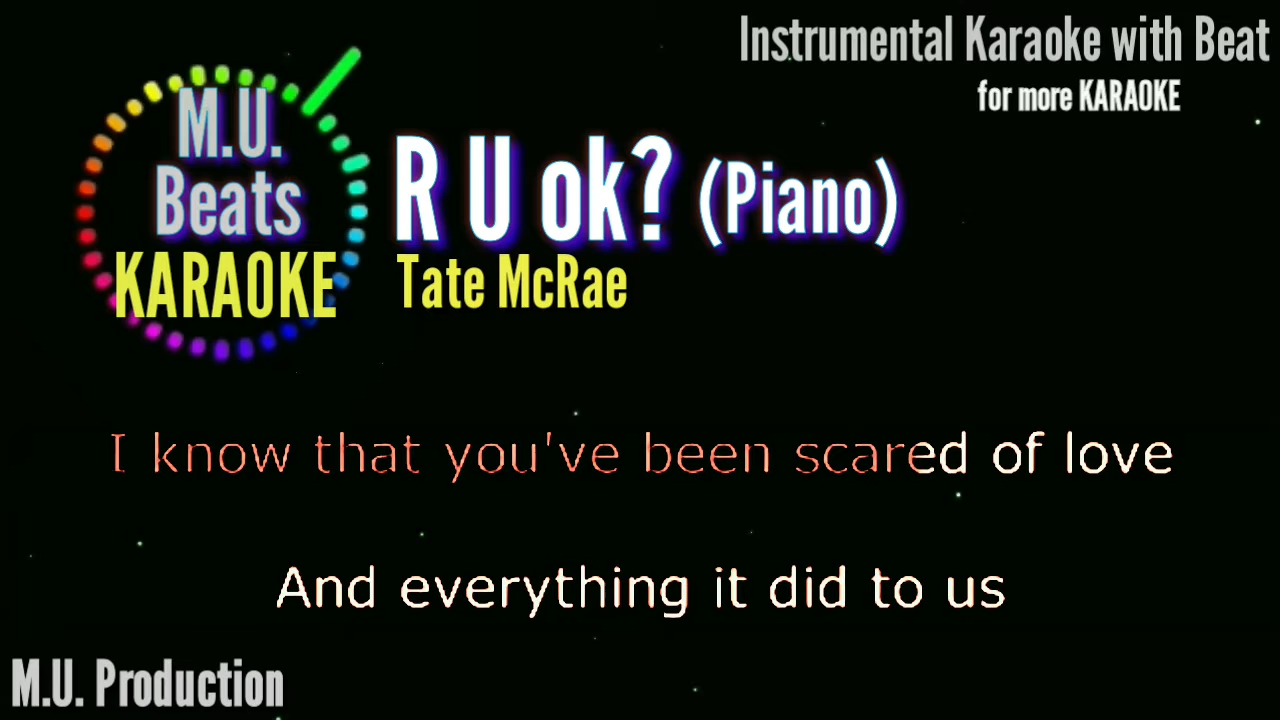 Instrumental Karaoke with Beat
for more KARAOKE
M.U.
Beats
KARAOKE
R U ok? (Piano)
Tate McRae
I know that you've been scared of love
And everything it did to us
M.U. Production